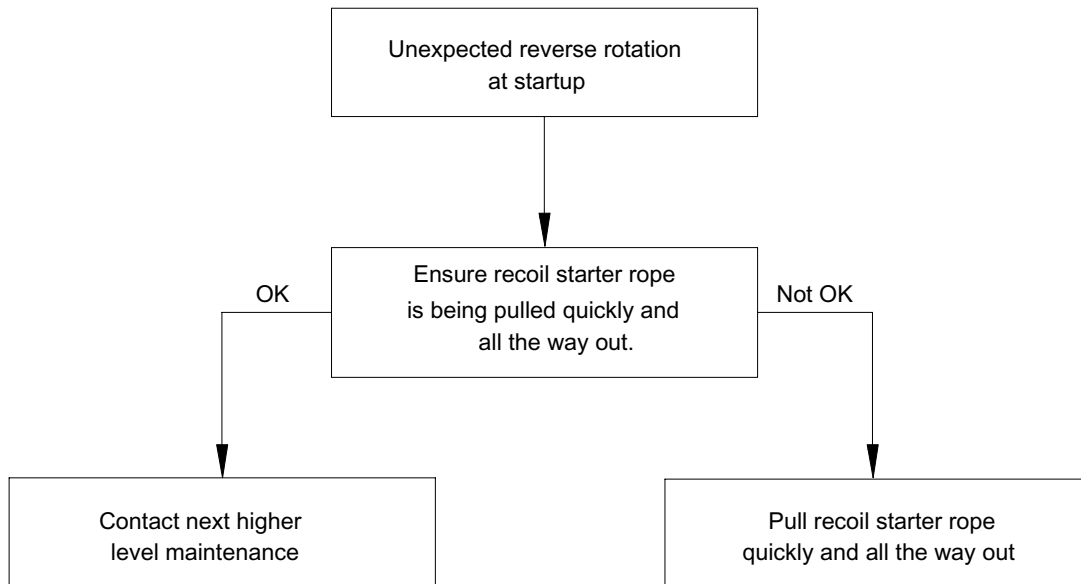 Unexpected reverse rotation
at startup
Ensure recoil starter rope
is being pulled quickly and
all the way out.
OK
Not OK
Contact next higher
level maintenance
Pull recoil starter rope
quickly and all the way out